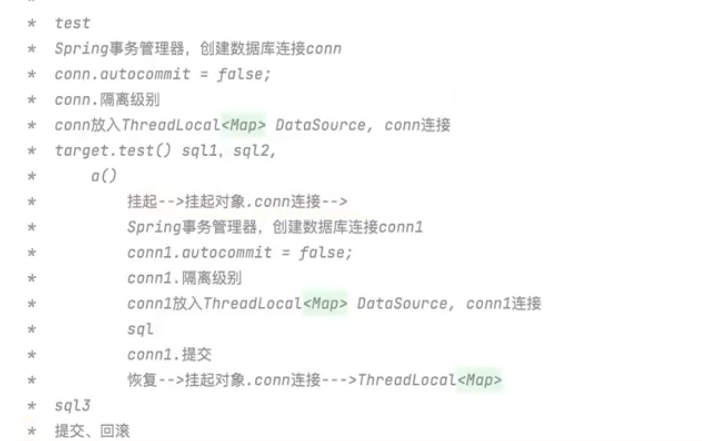 *
* test
* Spring事务管理器，创建数据库连接conn
* conn.autocommit = false;
* conn.隔离级别
* conn放入ThreadLocal<Map> DataSource, conn连接
* target.test() sql1，sql2,
* a()
* 挂起-->挂起对象.conn连接-->
* Spring事务管理器，创建数据库连接conn1
* conn1.autocommit = false;
* conn1.隔离级别
* conn1放入ThreadLocal<Map> DataSource, conn1连接
* sql
* conn1.提交
* 恢复-->挂起对象.conn连接--->ThreadLocal<Map>
* sql3
* 提交、回滚